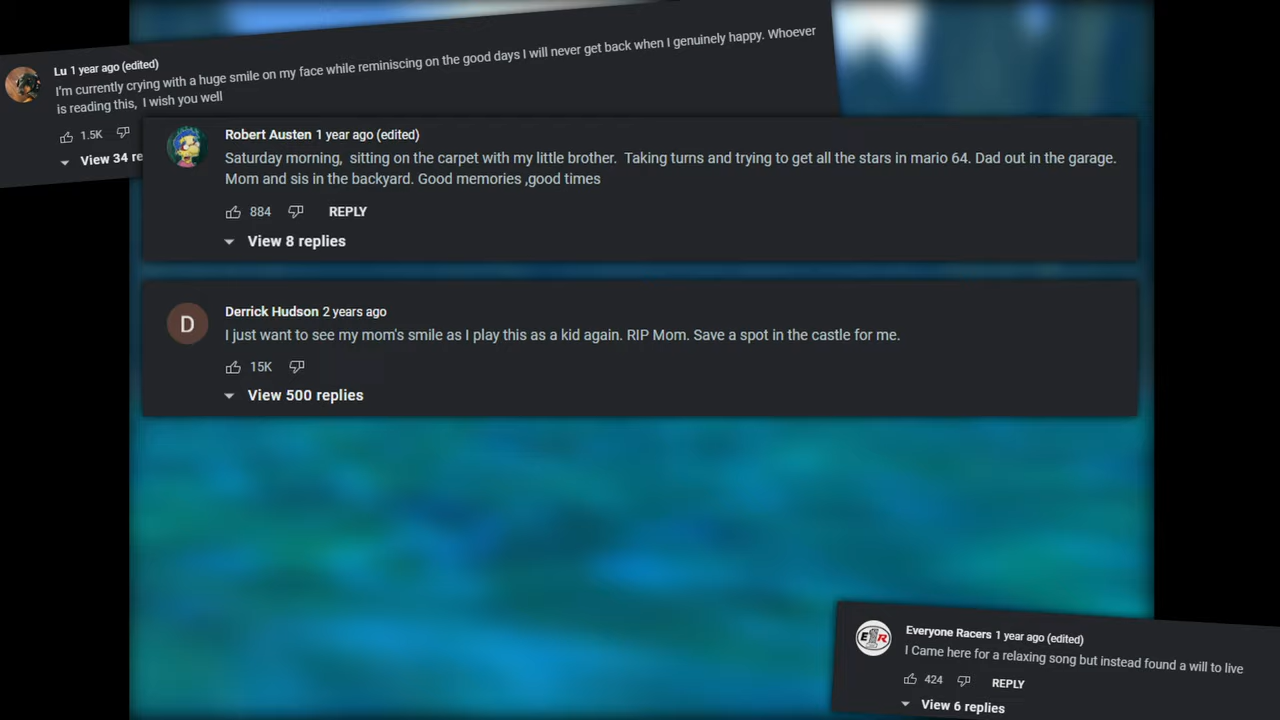 Lu 1 year ago (edited)
I'm currently crying with a huge smile on my face while reminiscing on the good days I will never get back when I genuinely happy. Whoever
is reading this, I wish you well
1.5K
View 34 re
Robert Austen 1 year ago (edited)
Saturday morning, sitting on the carpet with my little brother. Taking turns and trying to get all the stars in mario 64. Dad out in the garage.
Mom and sis in the backyard. Good memories ,good times
884 REPLY
View 8 replies
D
Derrick Hudson 2 years ago
I just want to see my mom's smile as I play this as a kid again. RIP Mom. Save a spot in the castle for me.
15K
View 500 replies
E1R
Everyone Racers 1 year ago (edited)
I Came here for a relaxing song but instead found a will to live
424 REPLY
View 6 replies